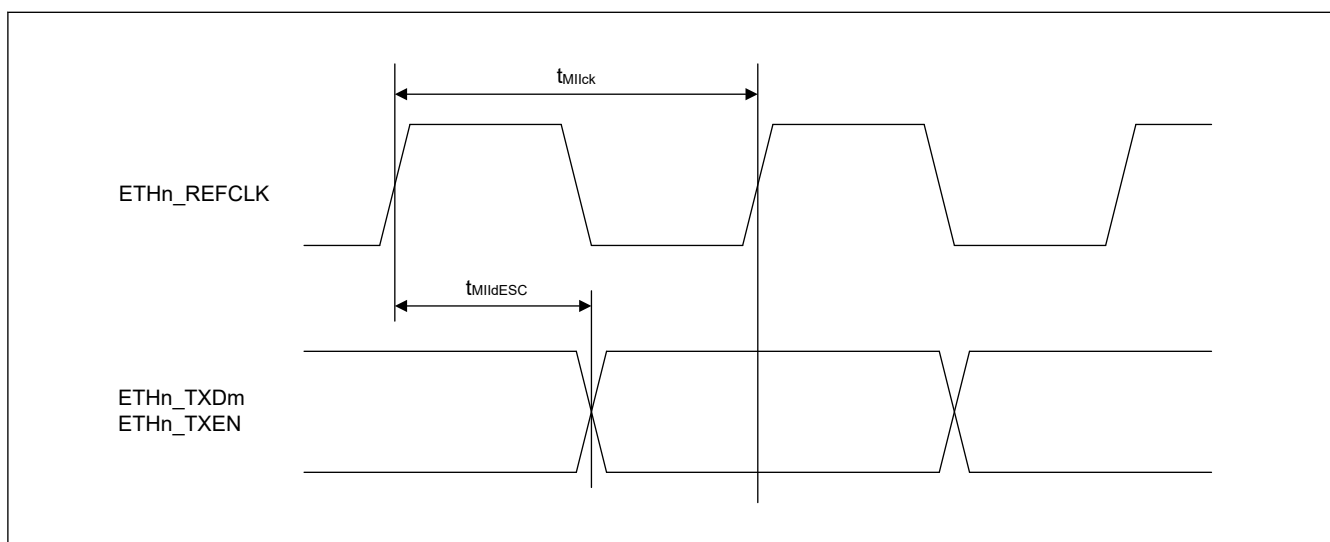 tMIIck
ETHn_REFCLK
tMIIdESC
ETHn_TXDm
ETHn_TXEN